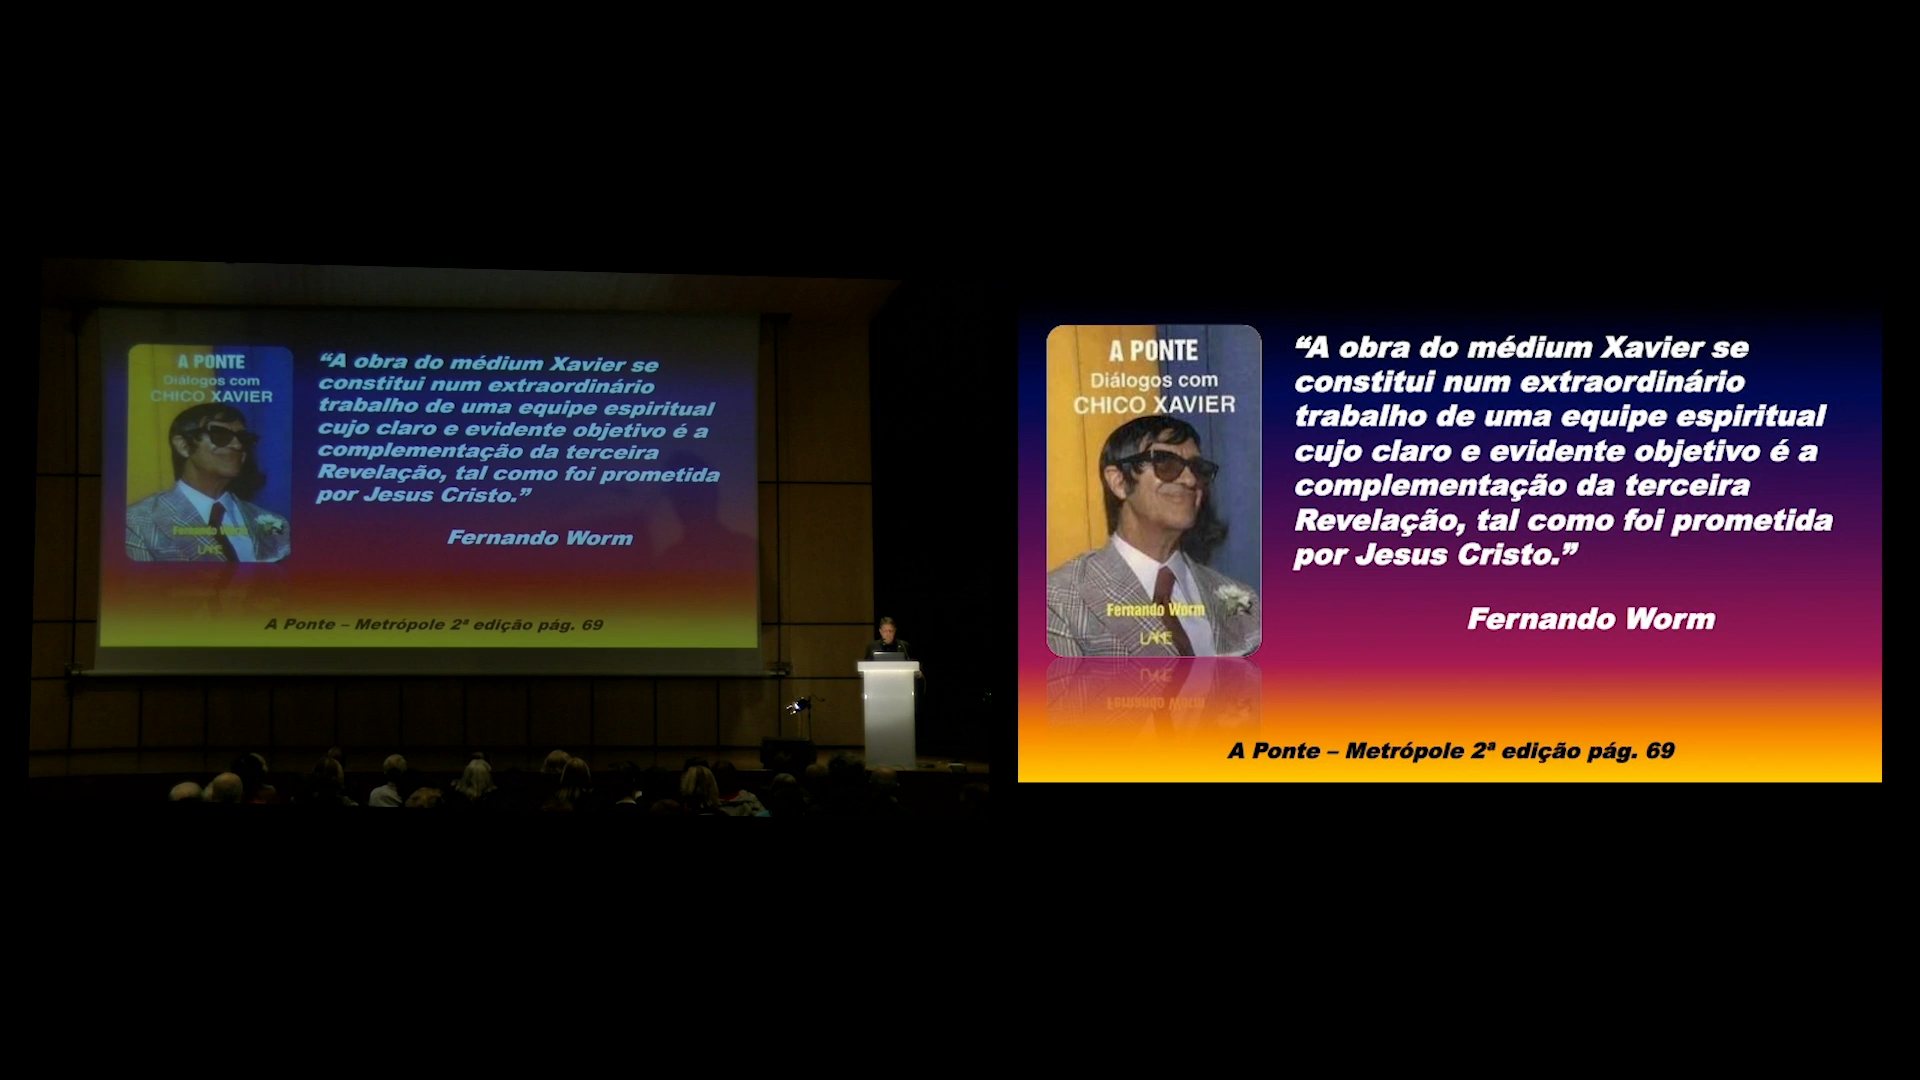 A PONTE
Diálogos com
CHICO XAVIER
Fernando Worm
LAKE
“A obra do médium Xavier se
constitui num extraordinário
trabalho de uma equipe espiritual
cujo claro e evidente objetivo é a
complementação da terceira
Revelação, tal como foi prometida
por Jesus Cristo.”
Fernando Worm
A Ponte – Metrópole 2ª edição pág. 69
A PONTE
Diálogos com
CHICO XAVIER
Fernando Worm
LAKE
“A obra do médium Xavier se
constitui num extraordinário
trabalho de uma equipe espiritual
cujo claro e evidente objetivo é a
complementação da terceira
Revelação, tal como foi prometida
por Jesus Cristo.”
Fernando Worm
A Ponte – Metrópole 2ª edição pág. 69